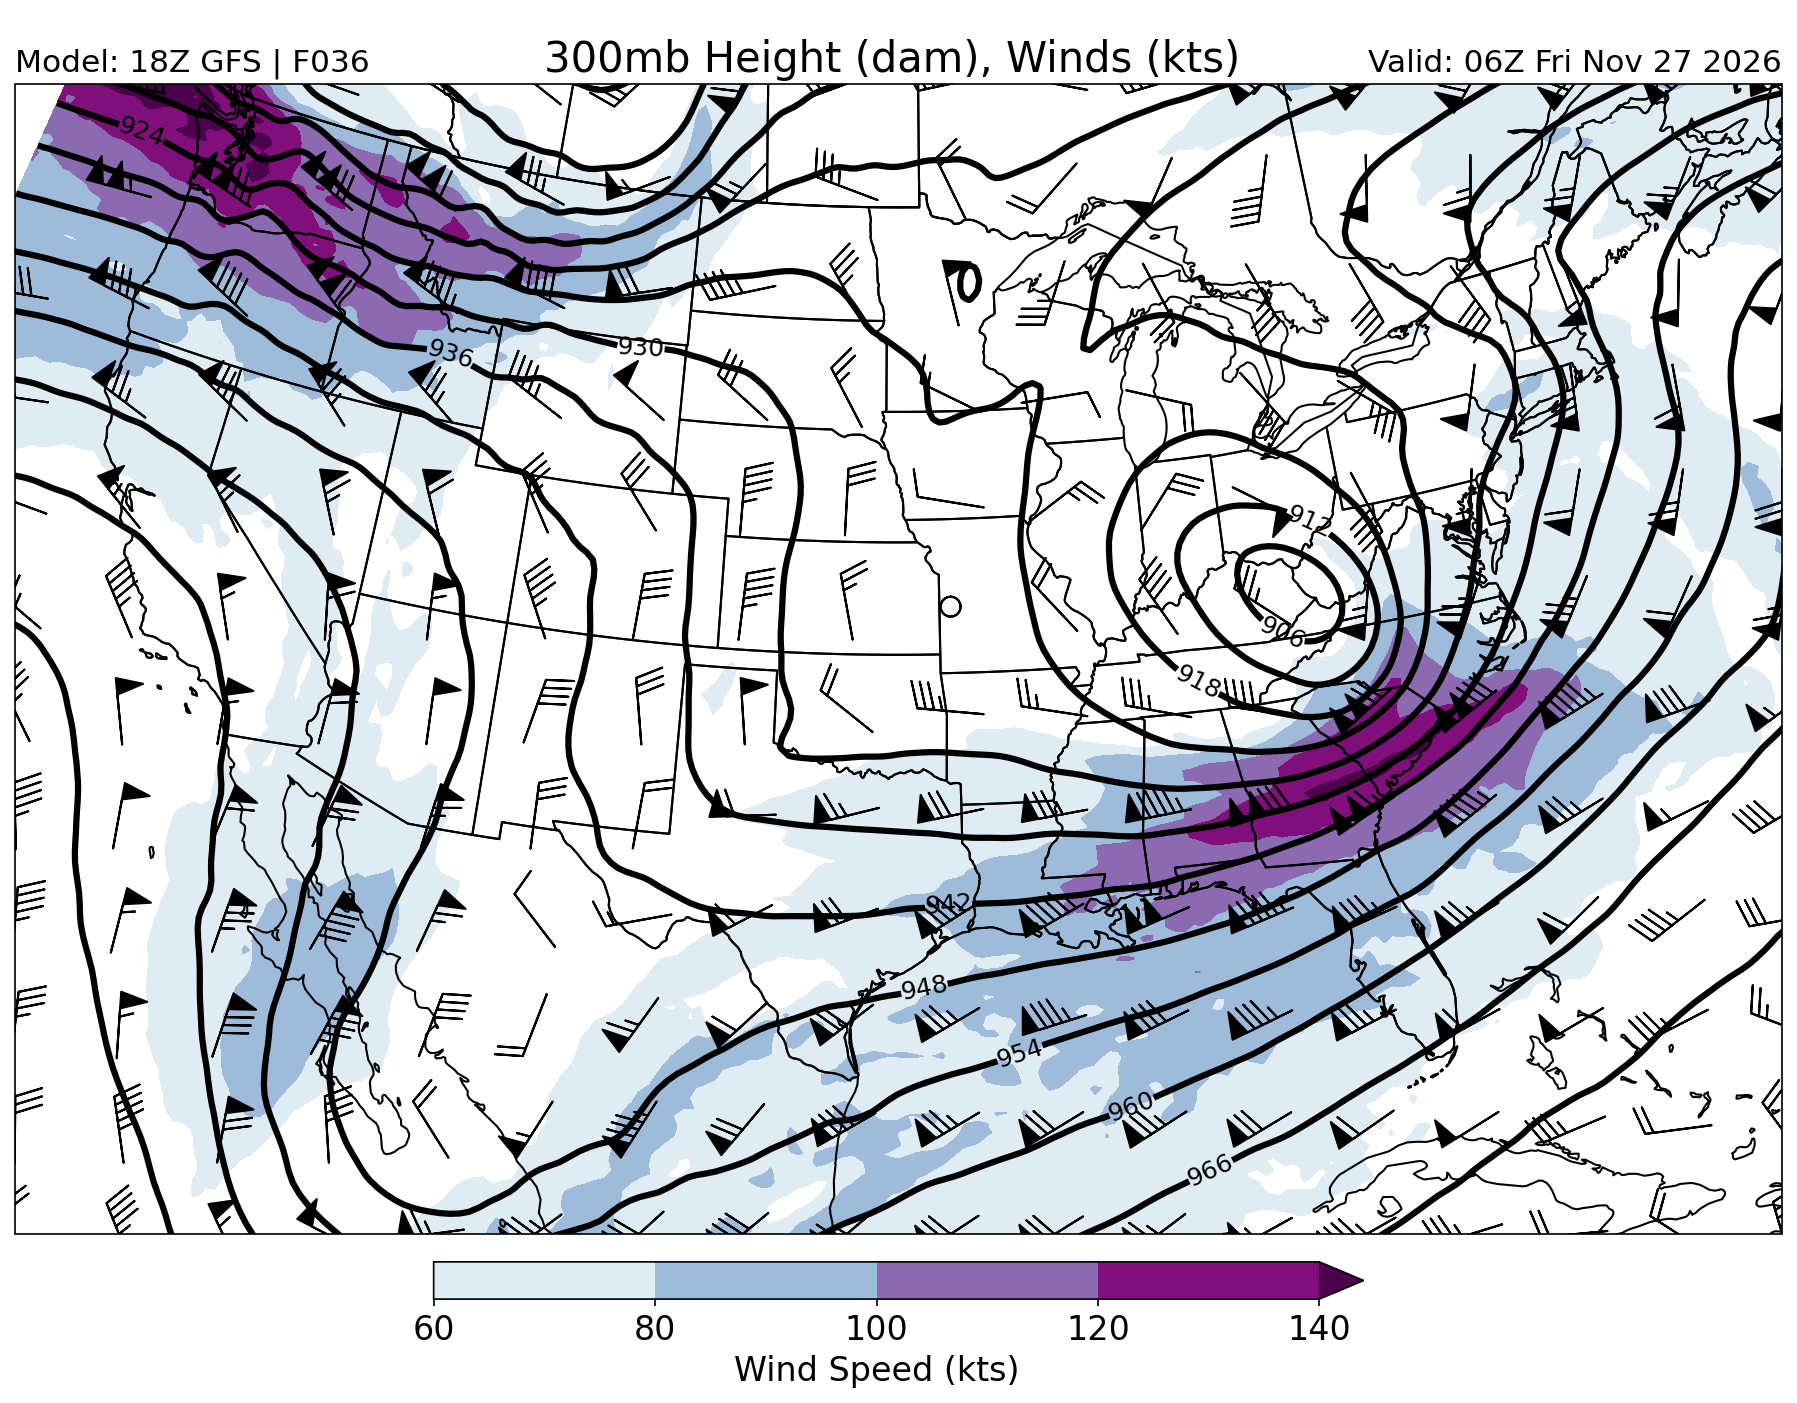 Model: 18Z GFS | F036
300mb Height (dam), Winds (kts)
Valid: 06Z Fri Nov 27 2026
924
936
930
912
906
918
942
948
954
960
966
60 80 100 120 140
Wind Speed (kts)